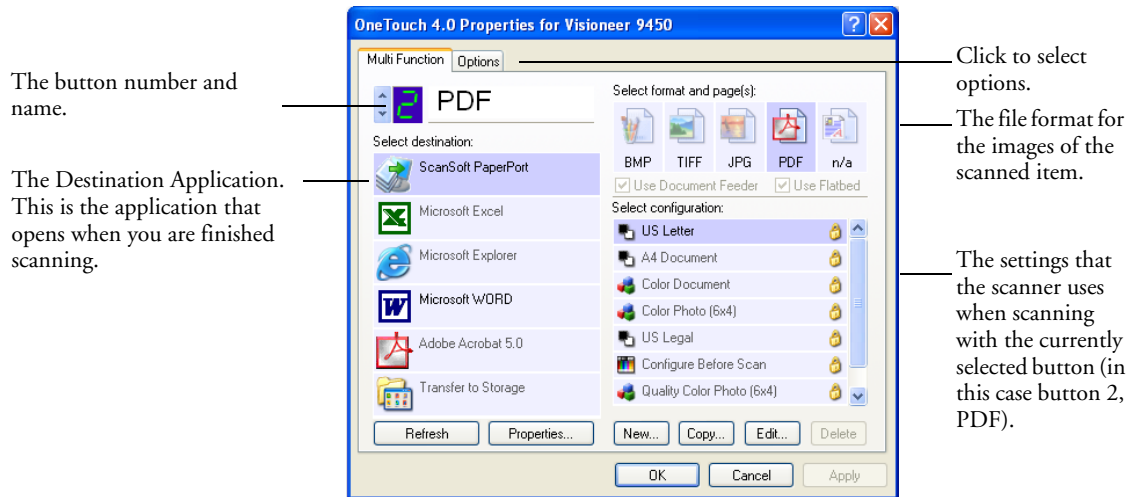 OneTouch 4.0 Properties for Visioneer 9450
Multi Function
Options
The button number and
name.
2
PDF
Select destination:
ScanSoft PaperPort
Microsoft Excel
Microsoft Explorer
Microsoft WORD
Adobe Acrobat 5.0
Transfer to Storage
Refresh
Properties...
The Destination Application.
This is the application that
opens when you are finished
scanning.
Select format and page(s):
BMP
TIFF
JPG
PDF
n/a
Use Document Feeder
Use Flatbed
Select configuration:
US Letter
A4 Document
Color Document
Color Photo (6x4)
US Legal
Configure Before Scan
Quality Color Photo (6x4)
New...
Copy...
Edit...
Delete
OK
Cancel
Apply
Click to select
options.
The file format for
the images of the
scanned item.
The settings that
the scanner uses
when scanning
with the currently
selected button (in
this case button 2,
PDF).